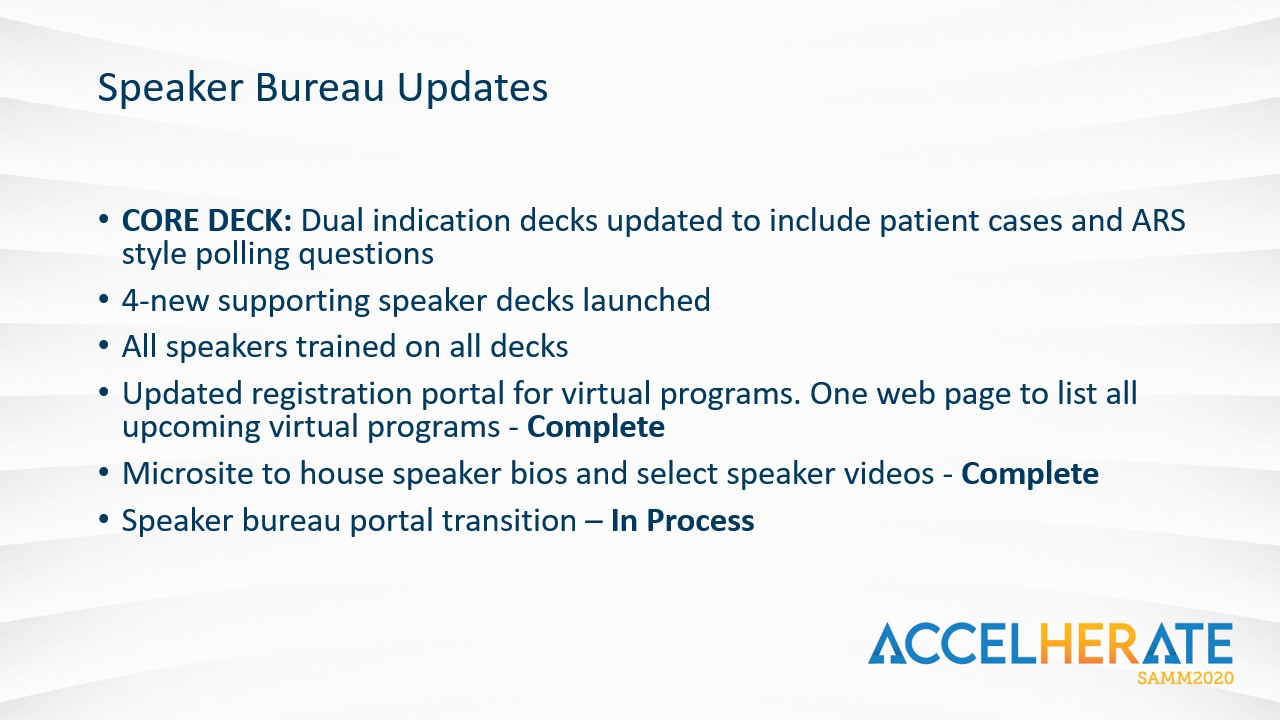 Speaker Bureau Updates
• CORE DECK: Dual indication decks updated to include patient cases and ARS
style polling questions
• 4-new supporting speaker decks launched
• All speakers trained on all decks
• Updated registration portal for virtual programs. One web page to list all
upcoming virtual programs - Complete
• Microsite to house speaker bios and select speaker videos - Complete
• Speaker bureau portal transition – In Process
ACCELHERATE
SAMM2020